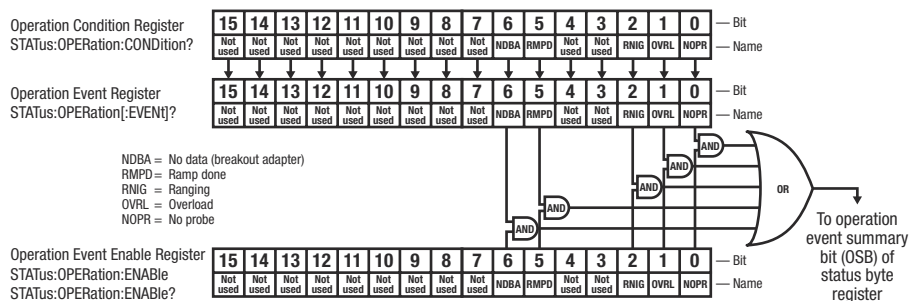 Operation Condition Register
STATus:OPERation:CONDition?
15 14 13 12 11 10 9 8 7 6 5 4 3 2 1 0 — Bit
Not used Not used Not used Not used Not used Not used Not used Not used Not used NDBA RMPD Not used Not used RNIG OVRL NOPR — Name
Operation Event Register
STATus:OPERation[:EVENt]?
15 14 13 12 11 10 9 8 7 6 5 4 3 2 1 0 — Bit
Not used Not used Not used Not used Not used Not used Not used Not used Not used NDBA RMPD Not used Not used RNIG OVRL NOPR — Name
NDBA = No data (breakout adapter)
RMPD = Ramp done
RNIG = Ranging
OVRL = Overload
NOPR = No probe
AND
AND
AND
AND
AND
OR
To operation
event summary
bit (OSB) of
status byte
register
Operation Event Enable Register
STATus:OPERation:ENABle
STATus:OPERation:ENABle?
15 14 13 12 11 10 9 8 7 6 5 4 3 2 1 0 — Bit
Not used Not used Not used Not used Not used Not used Not used Not used Not used NDBA RMPD Not used Not used RNIG OVRL NOPR — Name